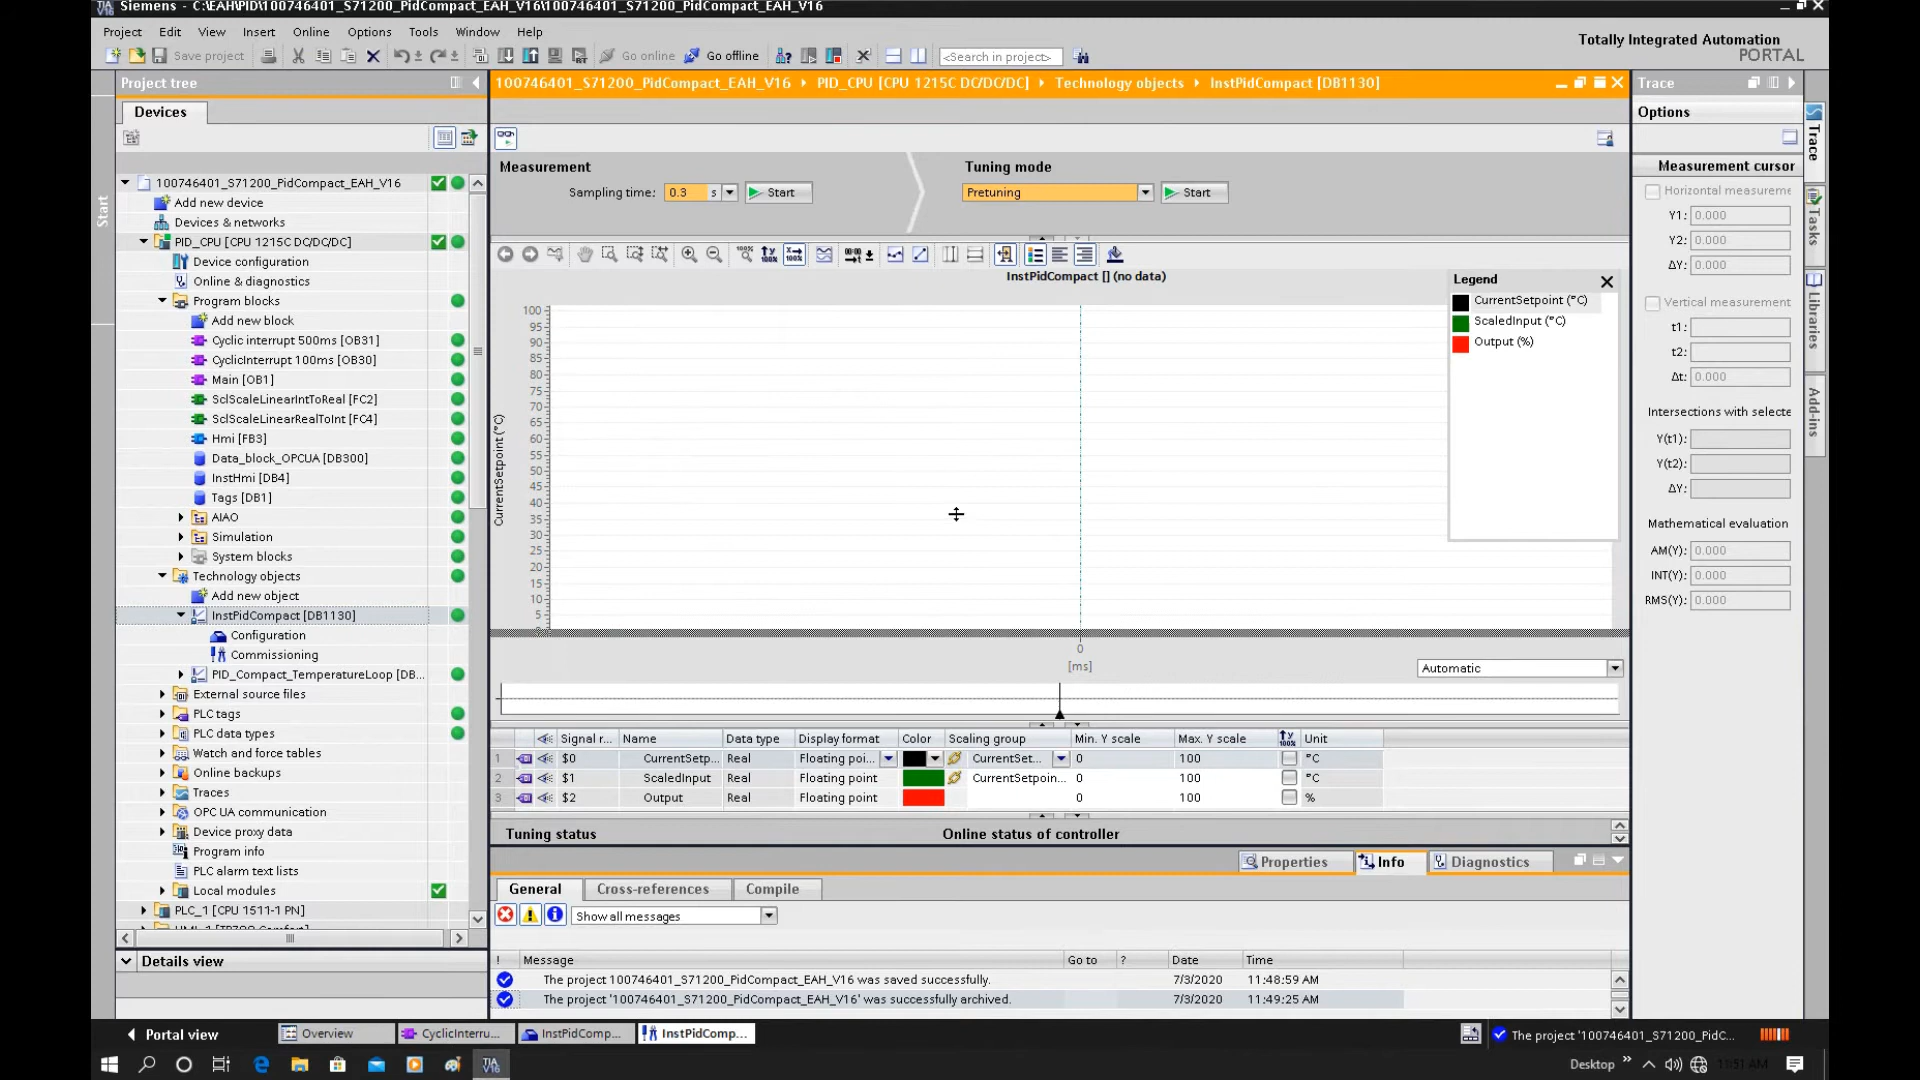 Siemens - C:\EAH\PID\100746401_S71200_PidCompact_EAH_V16\100746401_S71200_PidCompact_EAH_V16
Project Edit View Insert Online Options Tools Window Help
Totally Integrated Automation
PORTAL
Save project
Go online
Go offline
<Search in project>
Project tree
100746401_S71200_PidCompact_EAH_V16 PID_CPU [CPU 1215C DC/DC/DC] Technology objects InstPidCompact [DB1130]
Trace
Devices
Options
Start
100746401_S71200_PidCompact_EAH_V16
Add new device
Devices & networks
PID_CPU [CPU 1215C DC/DC/DC]
Device configuration
Online & diagnostics
Program blocks
Add new block
Cyclic interrupt 500ms [OB31]
CyclicInterrupt 100ms [OB30]
Main [OB1]
SclScaleLinearIntToReal [FC2]
SclScaleLinearRealToInt [FC4]
Hmi [FB3]
Data_block_OPCUA [DB300]
InstHmi [DB4]
Tags [DB1]
AIAO
Simulation
System blocks
Technology objects
Add new object
InstPidCompact [DB1130]
Configuration
Commissioning
PID_Compact_TemperatureLoop [DB...
External source files
PLC tags
PLC data types
Watch and force tables
Online backups
Traces
OPC UA communication
Device proxy data
Program info
PLC alarm text lists
Local modules
PLC_1 [CPU 1511-1 PN]
Details view
Measurement
Sampling time: 0.3 s Start
Tuning mode
Pretuning Start
InstPidCompact [] (no data)
Legend
CurrentSetpoint (°C)
ScaledInput (°C)
Output (%)
CurrentSetpoint (°C)
100
95
90
85
80
75
70
65
60
55
50
45
40
35
30
25
20
15
10
5
0
[ms]
Automatic
Signal r... Name Data type Display format Color Scaling group Min. Y scale Max. Y scale Unit
1 $0 CurrentSetp... Real Floating poi... CurrentSet... 0 100 °C
2 $1 ScaledInput Real Floating point CurrentSetpoin... 0 100 °C
3 $2 Output Real Floating point 0 100 %
Tuning status
Online status of controller
Properties Info Diagnostics
General Cross-references Compile
Show all messages
! Message Go to ? Date Time
The project 100746401_S71200_PidCompact_EAH_V16 was saved successfully. 7/3/2020 11:48:59 AM
The project '100746401_S71200_PidCompact_EAH_V16' was successfully archived. 7/3/2020 11:49:25 AM
Measurement cursor
Horizontal measureme
Y1: 0.000
Y2: 0.000
ΔY: 0.000
Vertical measurement
t1:
t2:
Δt: 0.000
Intersections with selecte
Y(t1):
Y(t2):
ΔY:
Mathematical evaluation
AM(Y): 0.000
INT(Y): 0.000
RMS(Y): 0.000
Trace
Tasks
Libraries
Add-ins
Portal view
Overview
CyclicInterru...
InstPidComp...
InstPidComp...
The project '100746401_S71200_PidC...
Desktop
11:51 AM